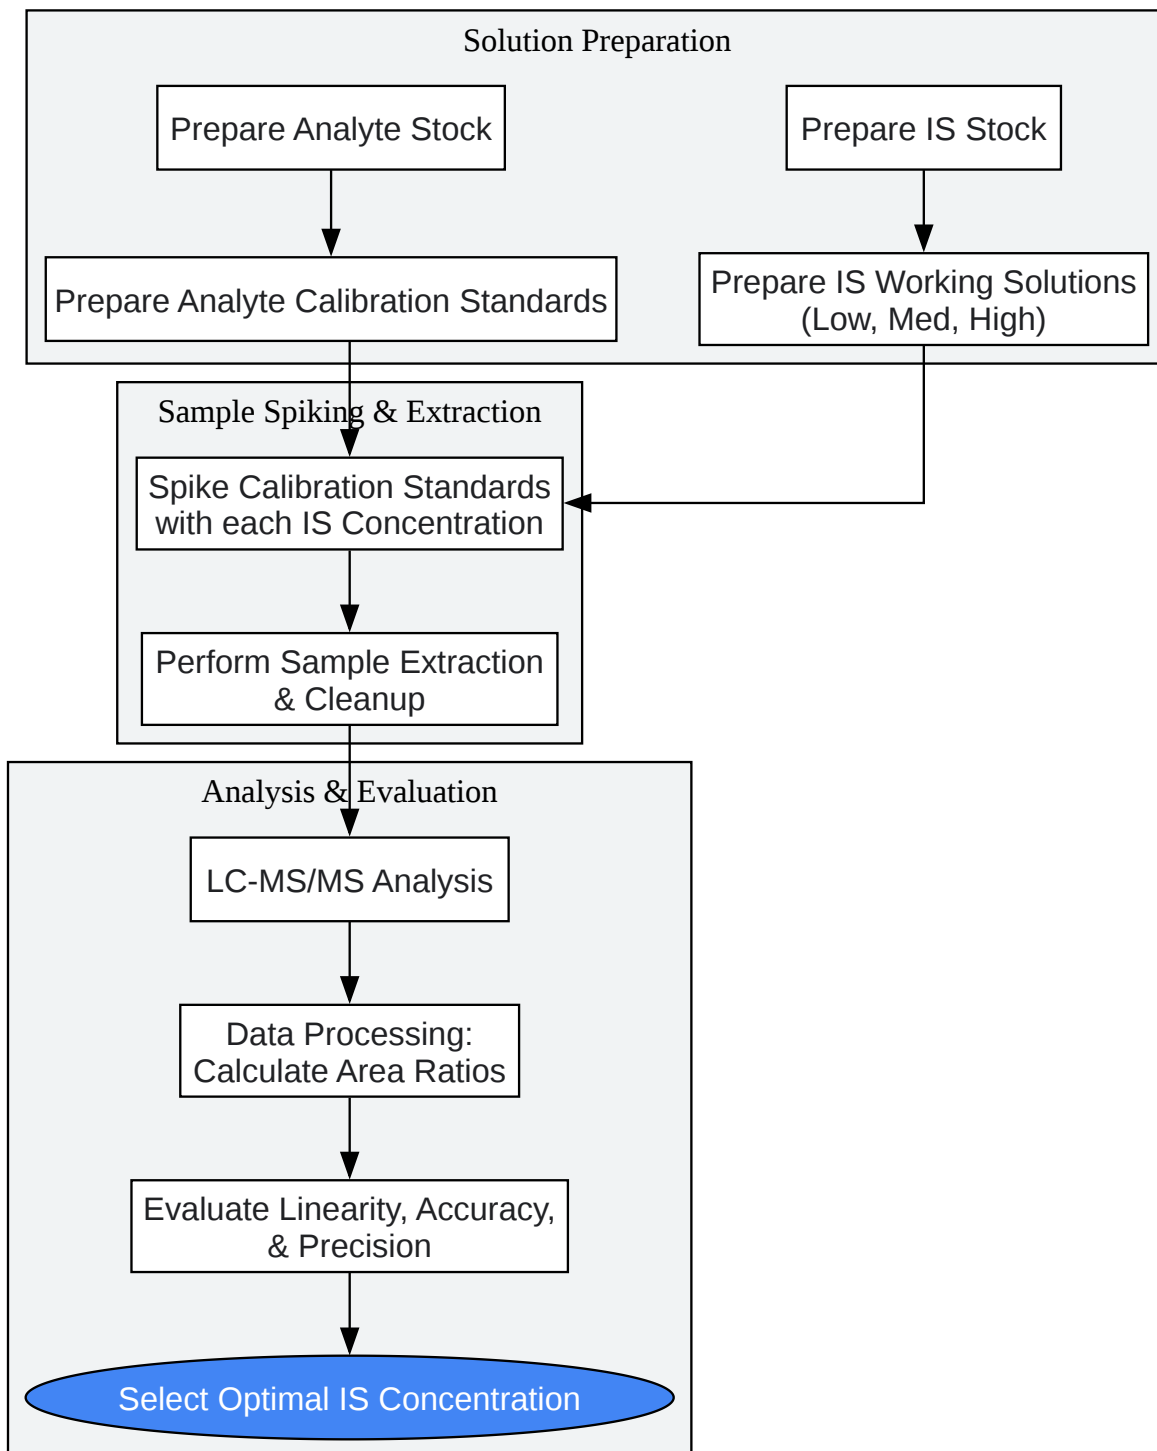 Solution Preparation
Prepare Analyte Stock
Prepare IS Stock
Prepare Analyte Calibration Standards
Prepare IS Working Solutions
(Low, Med, High)
Sample Spiking & Extraction
Spike Calibration Standards
with each IS Concentration
Perform Sample Extraction
& Cleanup
Analysis & Evaluation
LC-MS/MS Analysis
Data Processing:
Calculate Area Ratios
Evaluate Linearity, Accuracy,
& Precision
Select Optimal IS Concentration